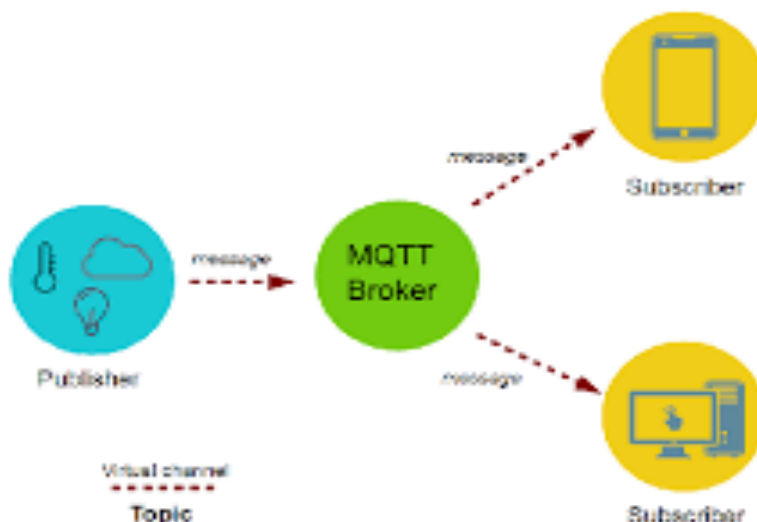 message
Subscriber
message
MQTT
Broker
Publisher
message
Virtual channel
Topic
Subscriber